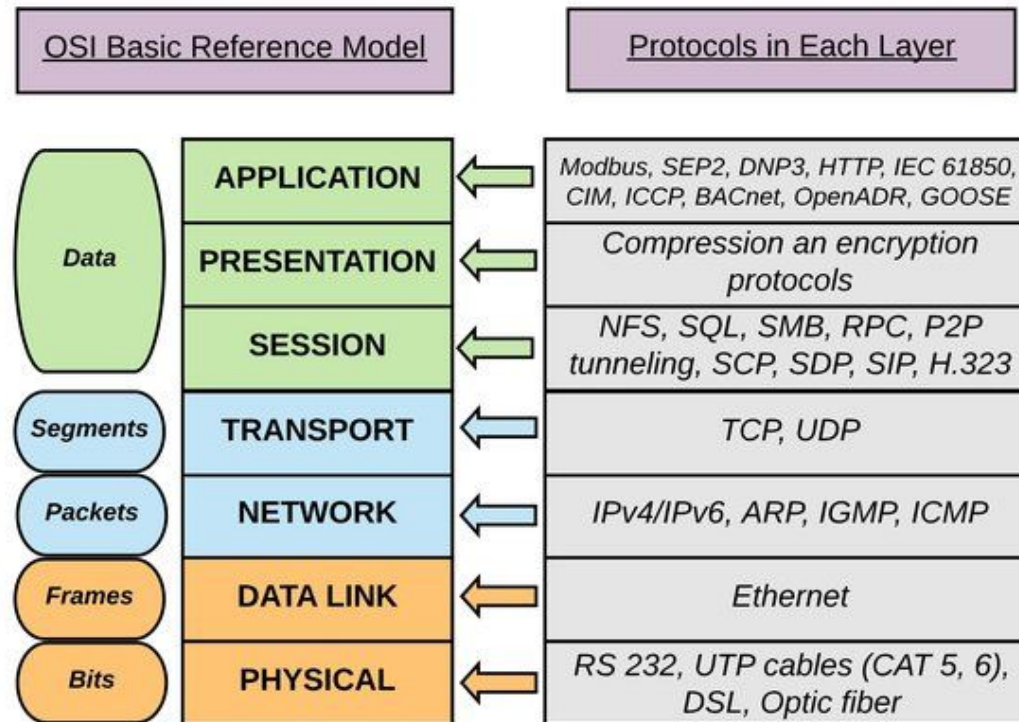 OSI Basic Reference Model
Protocols in Each Layer
Data
APPLICATION
Modbus, SEP2, DNP3, HTTP, IEC 61850,
CIM, ICCP, BACnet, OpenADR, GOOSE
PRESENTATION
Compression an encryption
protocols
SESSION
NFS, SQL, SMB, RPC, P2P
tunneling, SCP, SDP, SIP, H.323
Segments
TRANSPORT
TCP, UDP
Packets
NETWORK
IPv4/IPv6, ARP, IGMP, ICMP
Frames
DATA LINK
Ethernet
Bits
PHYSICAL
RS 232, UTP cables (CAT 5, 6),
DSL, Optic fiber